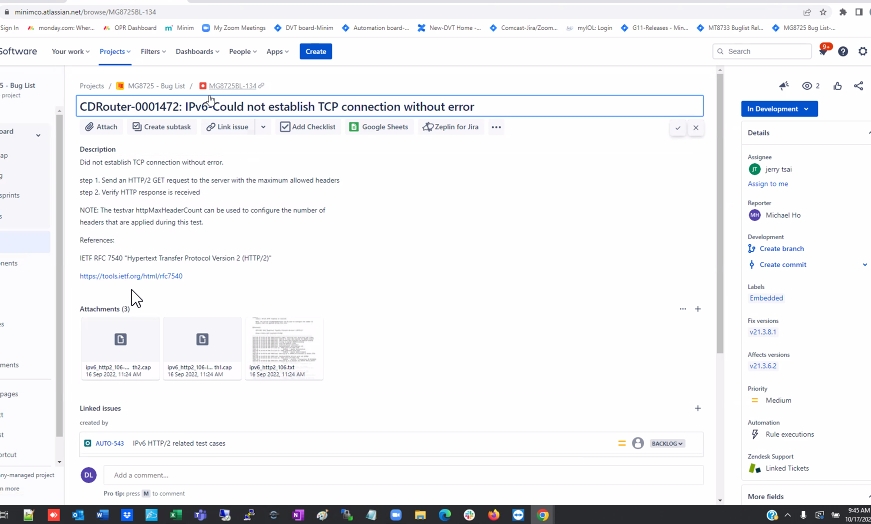 minimco.atlassian.net/browse/MG8725BL-134
Sign In
monday.com: Wher...
OPR Dashboard
Minim
My Zoom Meetings
DVT board-Minim
Automation board-...
New-DVT Home -...
Comcast-Jira/Zoom...
myIOL: Login
G11-Releases - Min...
MT8733 Buglist Rel...
MG8725 Bug List-...
Software
Your work
Projects
Filters
Dashboards
People
Apps
Create
Search
9+
5 - Bug List
project
Projects / MG8725 - Bug List / MG8725BL-134
2
CDRouter-0001472: IPv6-Could not establish TCP connection without error
In Development
Attach
Create subtask
Link issue
Add Checklist
Google Sheets
Zeplin for Jira
•••
Details
Description
Did not establish TCP connection without error.
step 1. Send an HTTP/2 GET request to the server with the maximum allowed headers
step 2. Verify HTTP response is received
NOTE: The testvar httpMaxHeaderCount can be used to configure the number of
headers that are applied during this test.
References:
IETF RFC 7540 "Hypertext Transfer Protocol Version 2 (HTTP/2)"
https://tools.ietf.org/html/rfc7540
Attachments (3)
ipv6_http2_106-... th2.cap
16 Sep 2022, 11:24 AM
ipv6_http2_106-i... th1.cap
16 Sep 2022, 11:24 AM
ipv6_http2_106.txt
16 Sep 2022, 11:24 AM
Linked issues
created by
AUTO-543 IPv6 HTTP/2 related test cases
BACKLOG
DL
Add a comment...
Pro tip: press M to comment
Assignee
JT
jerry tsai
Assign to me
Reporter
MH
Michael Ho
Development
Create branch
Create commit
Labels
Embedded
Fix versions
v21.3.8.1
Affects versions
v21.3.6.2
Priority
Medium
Automation
Rule executions
Zendesk Support
Linked Tickets
More fields
oard
ap
g
sprints
s
onents
es
ments
pages
ct
st
ortcut
ny-managed project
n more
9:45 AM
10/17/20